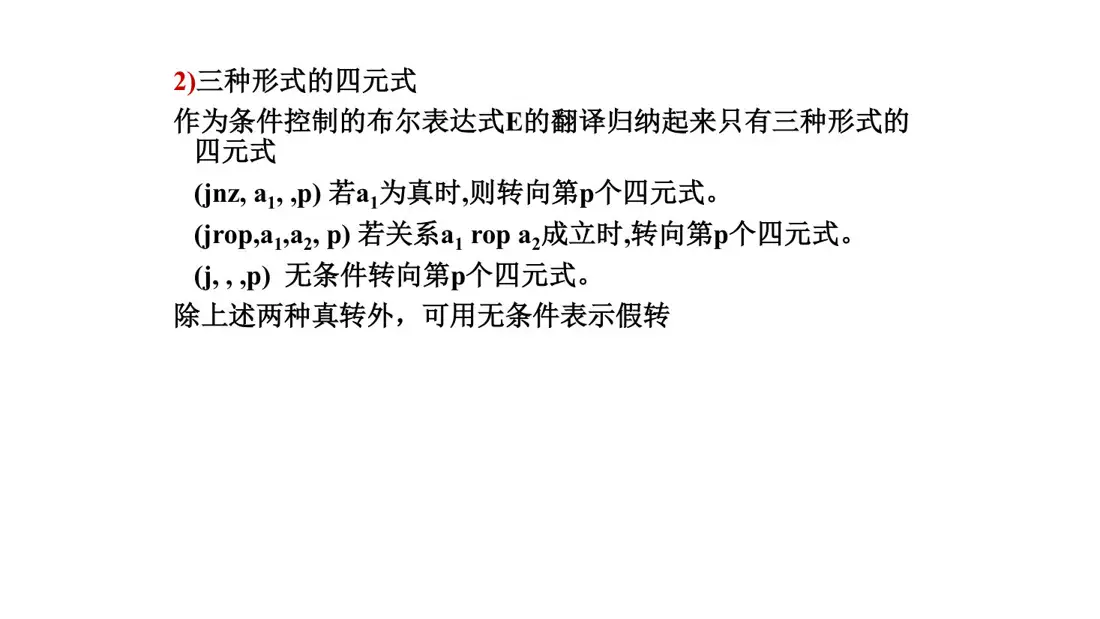 2)三种形式的四元式
作为条件控制的布尔表达式E的翻译归纳起来只有三种形式的
四元式
(jnz, a₁, ,p) 若a₁为真时,则转向第p个四元式。
(jrop,a₁,a₂, p) 若关系a₁ rop a₂成立时,转向第p个四元式。
(j, , ,p) 无条件转向第p个四元式。
除上述两种真转外，可用无条件表示假转